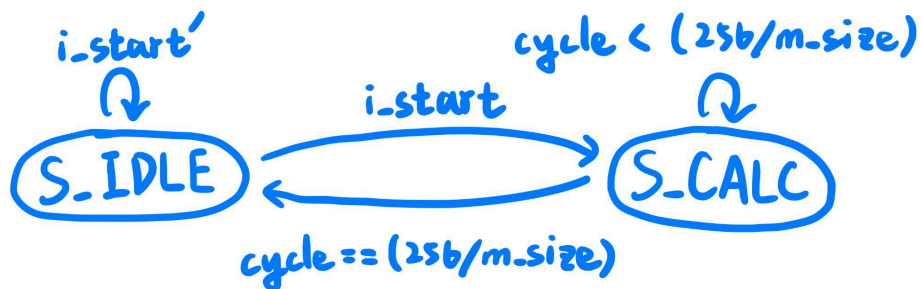 i_start'
cycle < (256/m_size)
i_start
S_IDLE
S_CALC
cycle==(256/m_size)